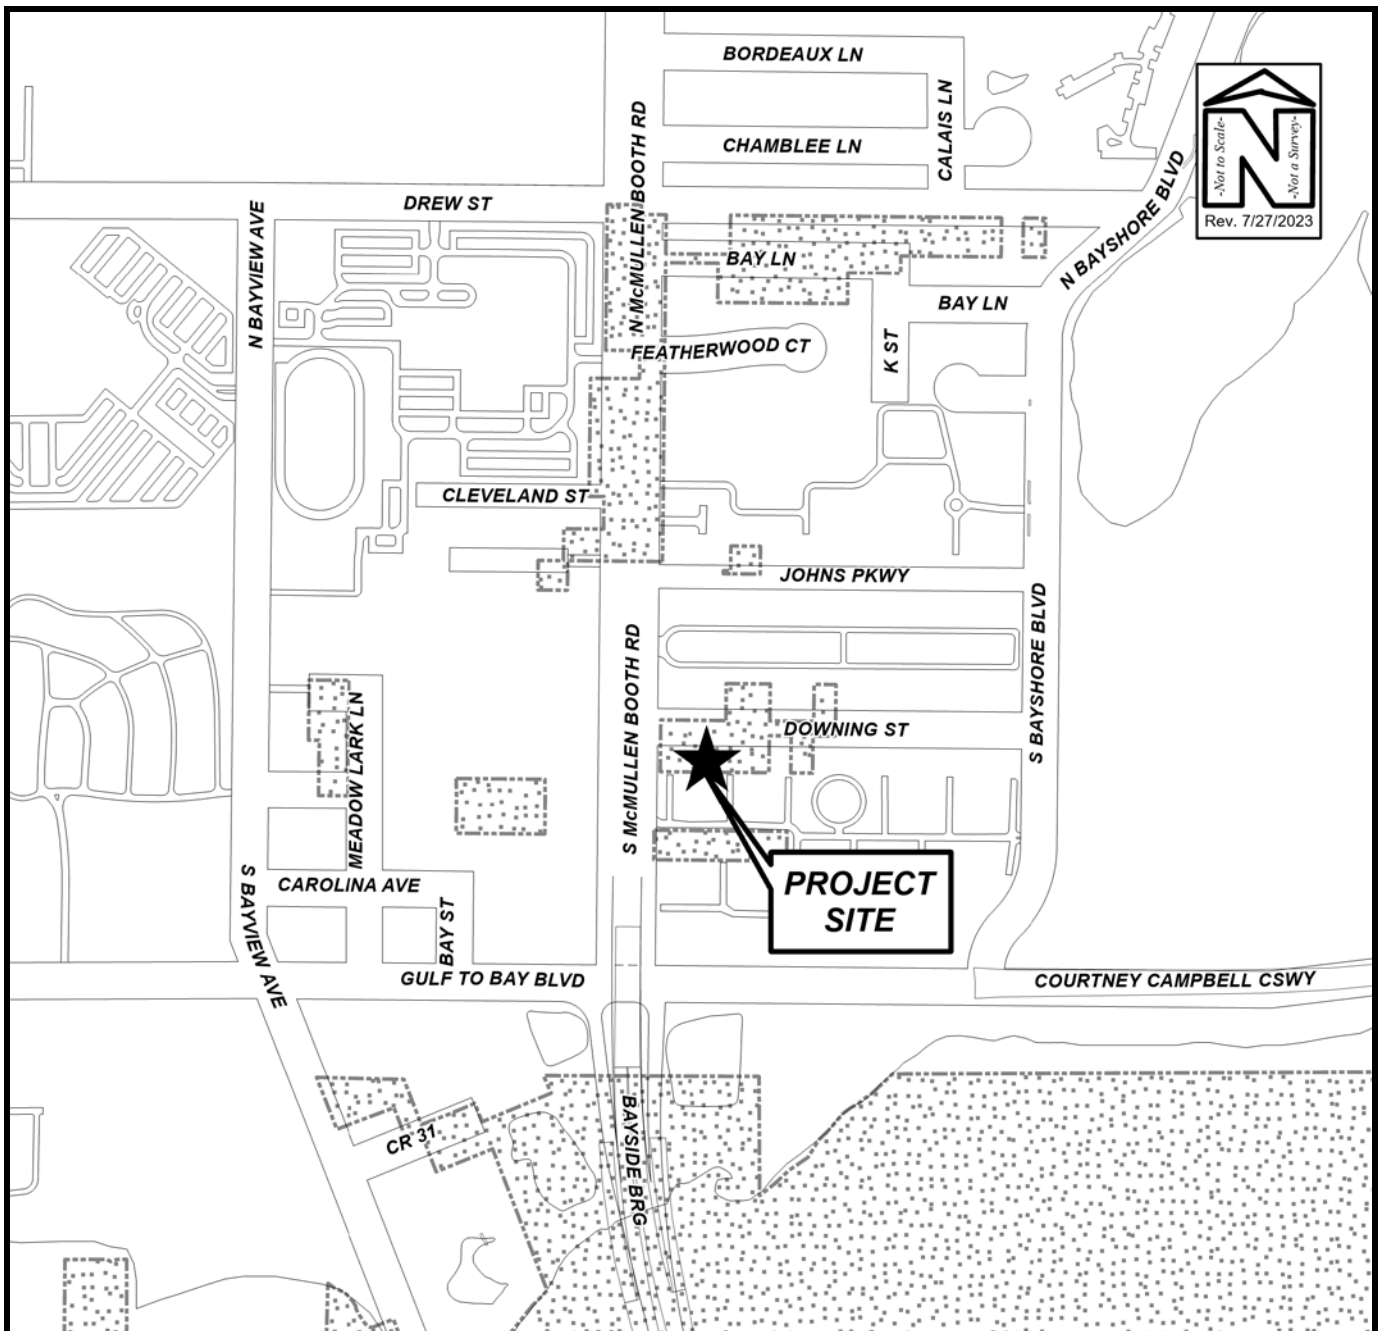 BORDEAUX LN
CALAIS LN
CHAMBLEE LN
N McMULLEN BOOTH RD
-Not to Scale-
N
-Not a Survey-
Rev. 7/27/2023
DREW ST
N BAYVIEW AVE
N BAYSHORE BLVD
BAY LN
BAY LN
FEATHERWOOD CT
K ST
CLEVELAND ST
JOHNS PKWY
S BAYSHORE BLVD
S McMULLEN BOOTH RD
MEADOW LARK LN
DOWNING ST
PROJECT
SITE
CAROLINA AVE
BAY ST
S BAYVIEW AVE
GULF TO BAY BLVD
COURTNEY CAMPBELL CSWY
CR 31
BAYSIDE BRG